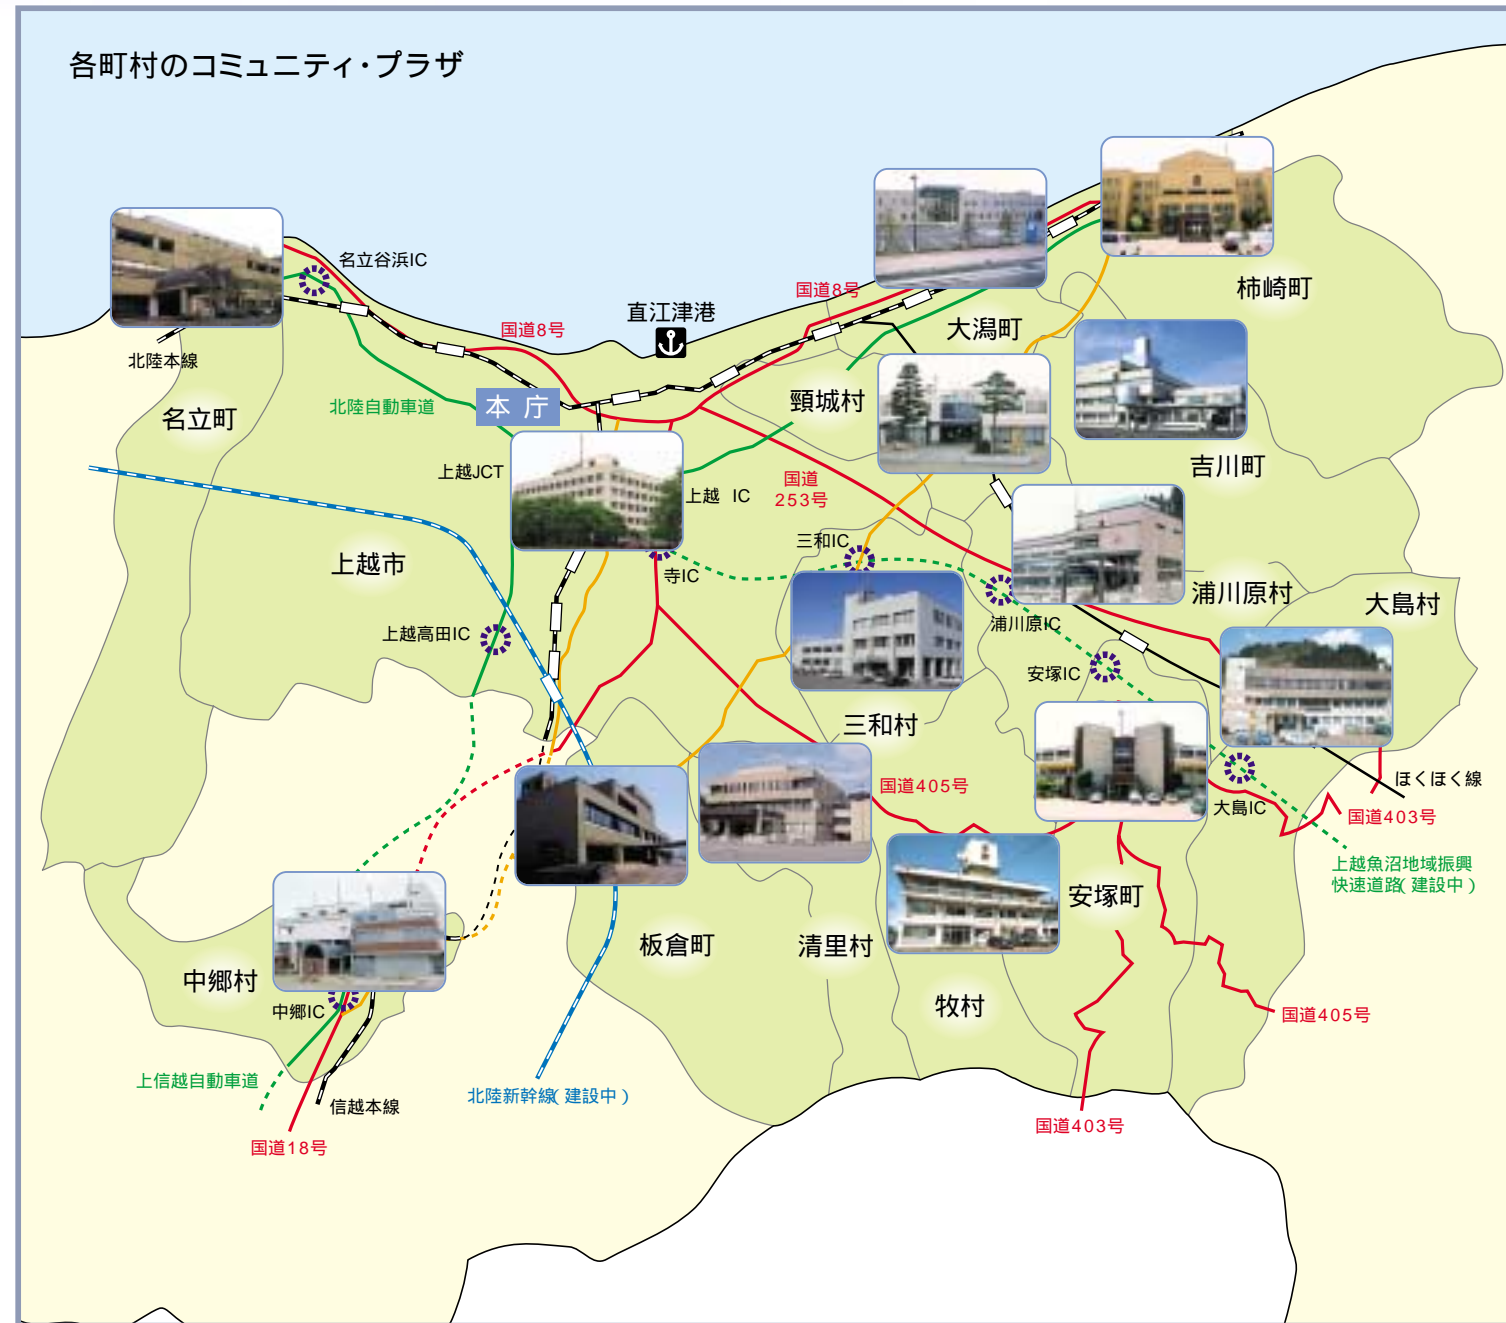 各町村のコミュニティ・プラザ
名立谷浜IC
国道8号
直江津港
国道8号
柿崎町
大潟町
北陸本線
名立町
北陸自動車道
本庁
頸城村
吉川町
上越JCT
上越 IC
国道
253号
上越市
三和IC
寺IC
浦川原村
大島村
浦川原IC
上越高田IC
安塚IC
三和村
国道405号
大島IC
ほくほく線
国道403号
上越魚沼地域振興
快速道路(建設中)
安塚町
板倉町
清里村
中郷村
牧村
中郷IC
国道405号
上信越自動車道
信越本線
北陸新幹線(建設中)
国道18号
国道403号